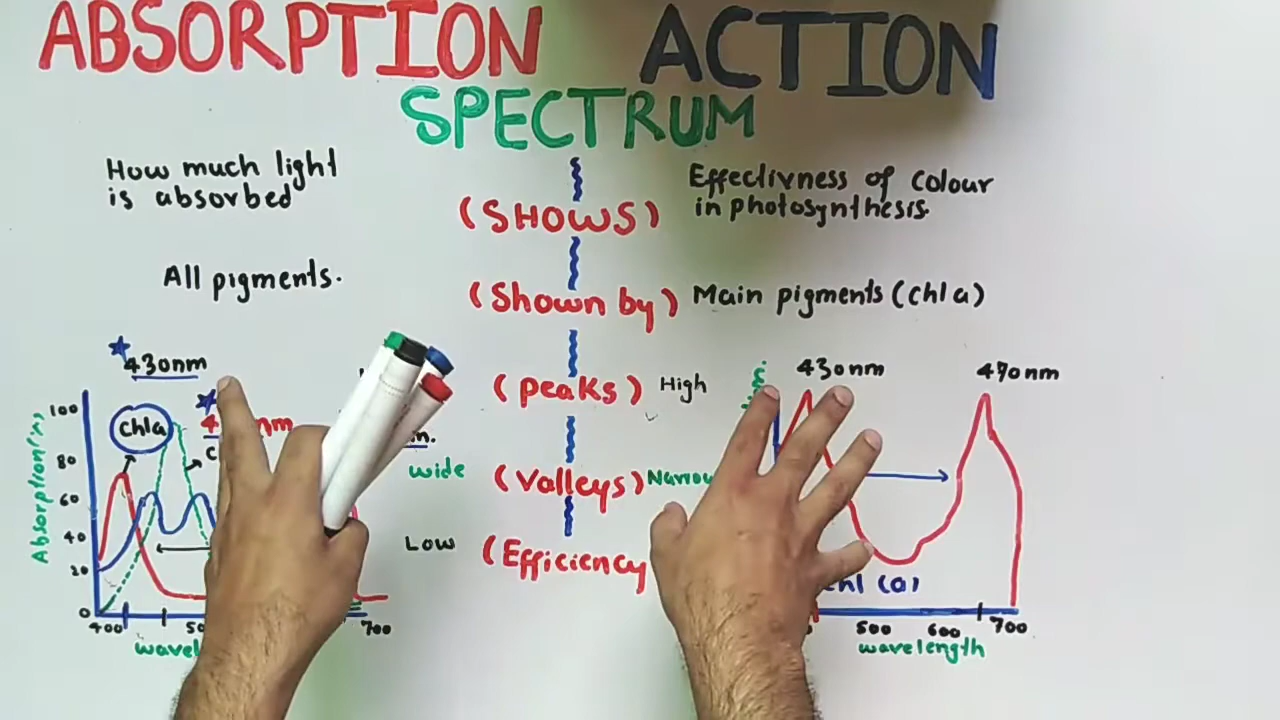 ABSORPTION ACTION
SPECTRUM
How much light
is absorbed
(SHOWS)
Effectivness of colour
in photosynthesis.
All pigments.
(Shown by)
Main pigments (chl a)
430nm
(Peaks)
High
430nm
470nm
Chla
wide
(Valleys)
Narrow
Low
(Efficiency
Absorption(%)
100
80
60
40
20
0
400
700
chl (a)
500
600
700
wavelength